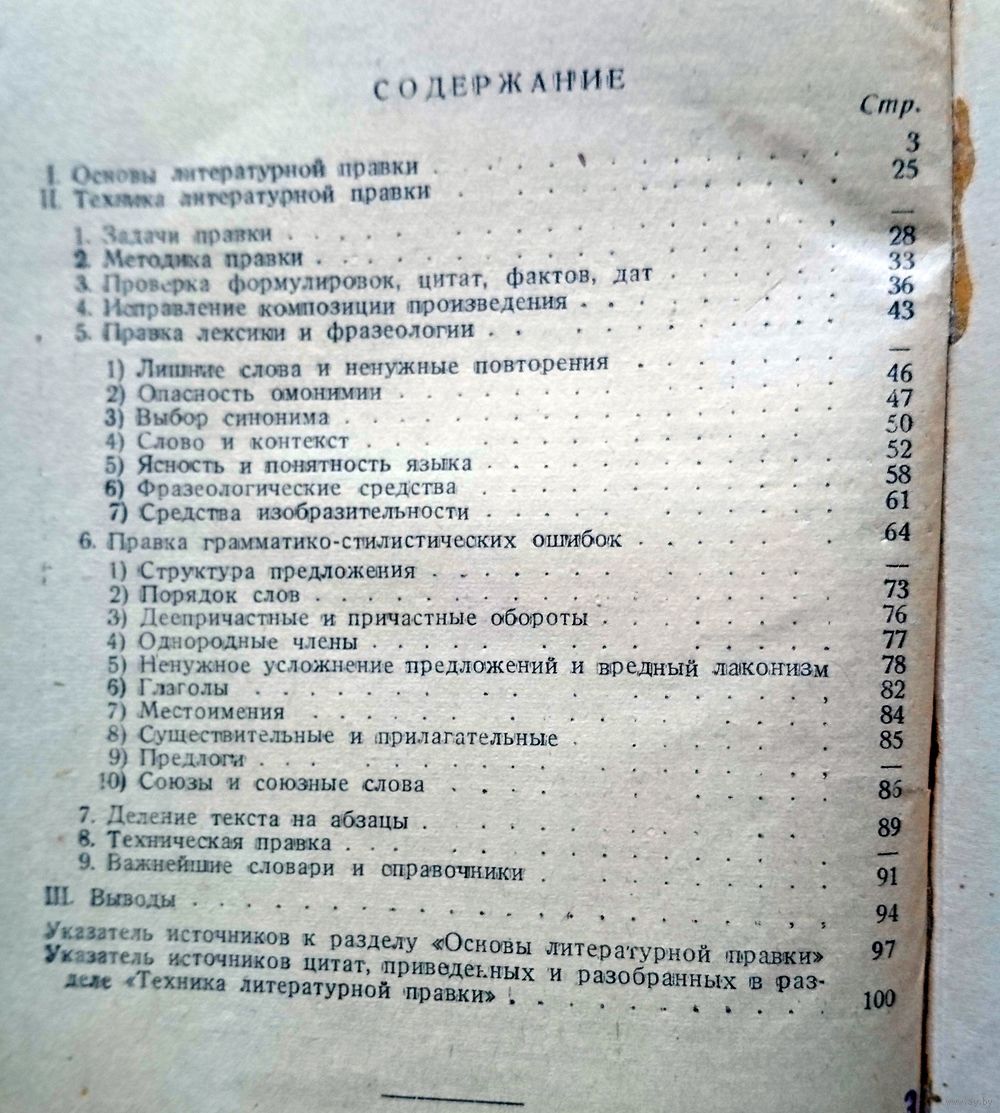 СОДЕРЖАНИЕ
Стр.
I. Основы литературной правки . . . . . . . . . . 3
II. Техника литературной правки . . . . . . . . . . 25
1. Задачи правки . . . . . . . . . . —
2. Методика правки . . . . . . . . . . 28
3. Проверка формулировок, цитат, фактов, дат . . . . 33
4. Исправление композиции произведения . . . . . . 36
5. Правка лексики и фразеологии . . . . . . . . 43
1) Лишние слова и ненужные повторения . . . . . —
2) Опасность омонимии . . . . . . . . . . 46
3) Выбор синонима . . . . . . . . . . 47
4) Слово и контекст . . . . . . . . . . 50
5) Ясность и понятность языка . . . . . . . . 52
6) Фразеологические средства . . . . . . . . 58
7) Средства изобразительности . . . . . . . . 61
6. Правка грамматико-стилистических ошибок . . . . . 64
1) Структура предложения . . . . . . . . . —
2) Порядок слов . . . . . . . . . . 73
3) Деепричастные и причастные обороты . . . . . 76
4) Однородные члены . . . . . . . . . . 77
5) Ненужное усложнение предложений и вредный лаконизм 78
6) Глаголы . . . . . . . . . . 82
7) Местоимения . . . . . . . . . . 84
8) Существительные и прилагательные . . . . . . 85
9) Предлоги . . . . . . . . . . —
10) Союзы и союзные слова . . . . . . . . 86
7. Деление текста на абзацы . . . . . . . . . 89
8. Техническая правка . . . . . . . . . . —
9. Важнейшие словари и справочники . . . . . . . 91
III. Выводы . . . . . . . . . . 94
Указатель источников к разделу «Основы литературной правки» 97
Указатель источников цитат, приведенных и разобранных в раз-
деле «Техника литературной правки» . . . . . . . . 100